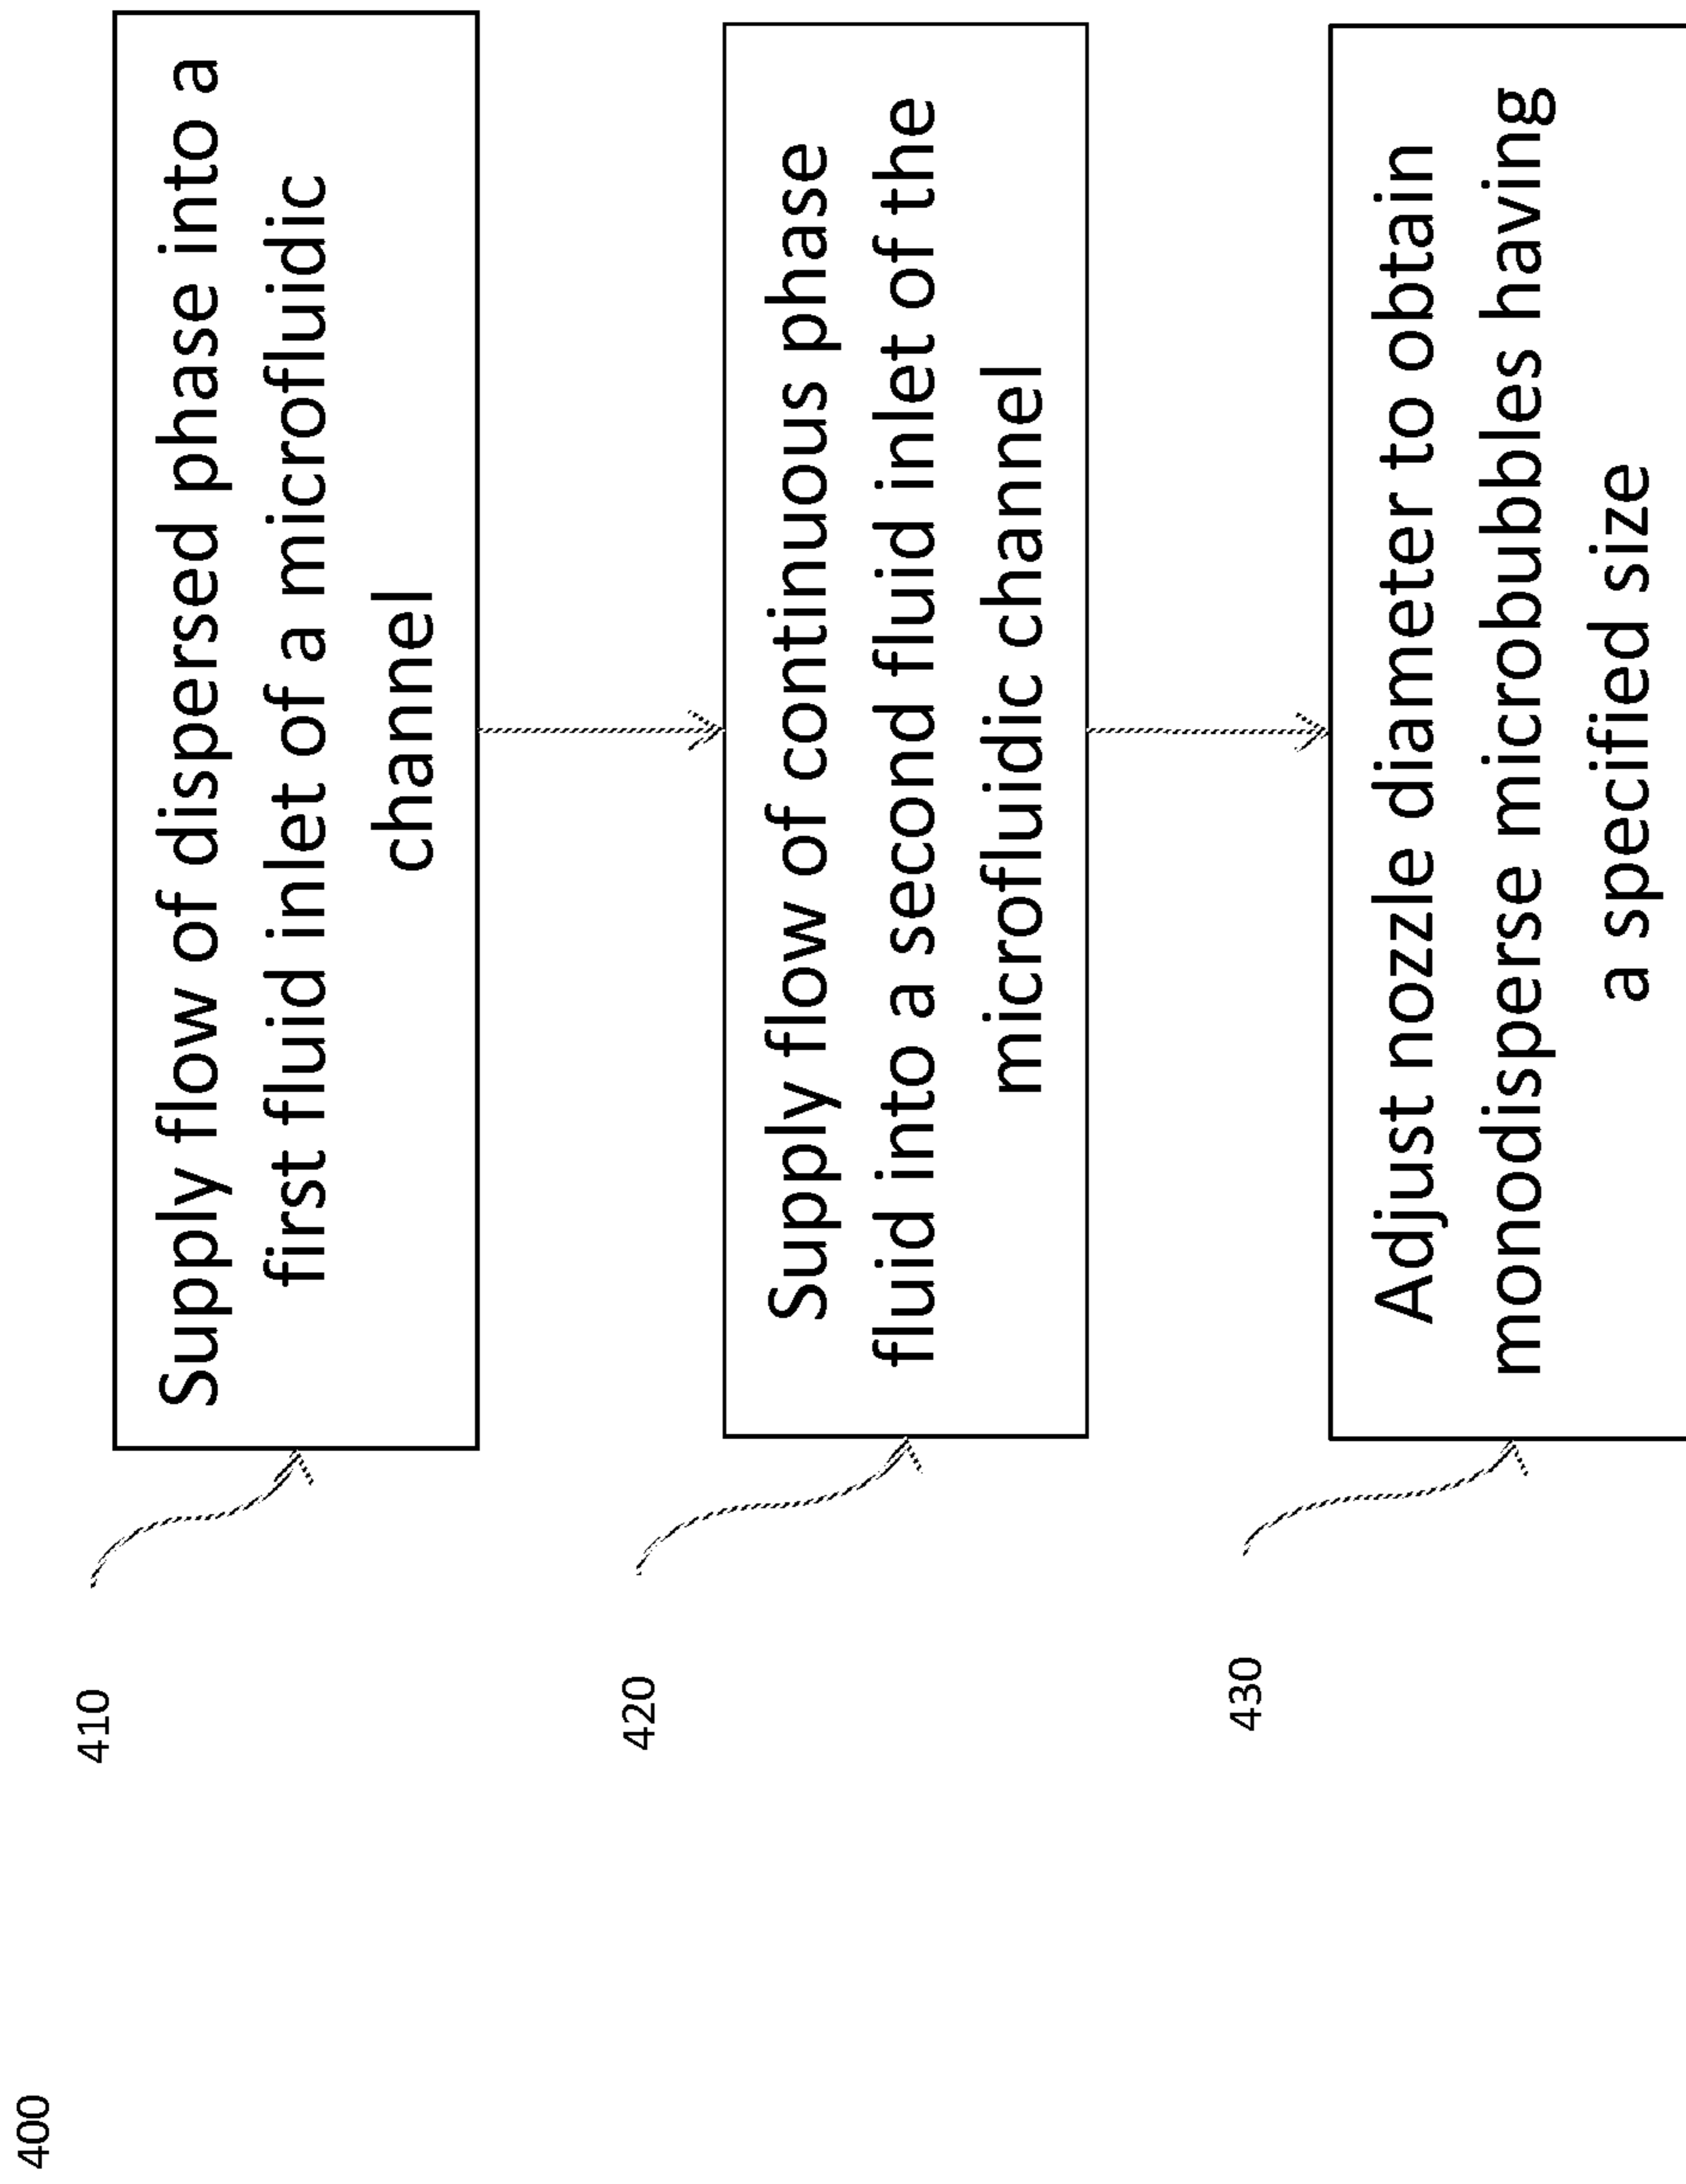 400
410
Supply flow of dispersed phase into a
first fluid inlet of a microfluidic
channel
420
Supply flow of continuous phase
fluid into a second fluid inlet of the
microfluidic channel
430
Adjust nozzle diameter to obtain
monodisperse microbubbles having
a specified size